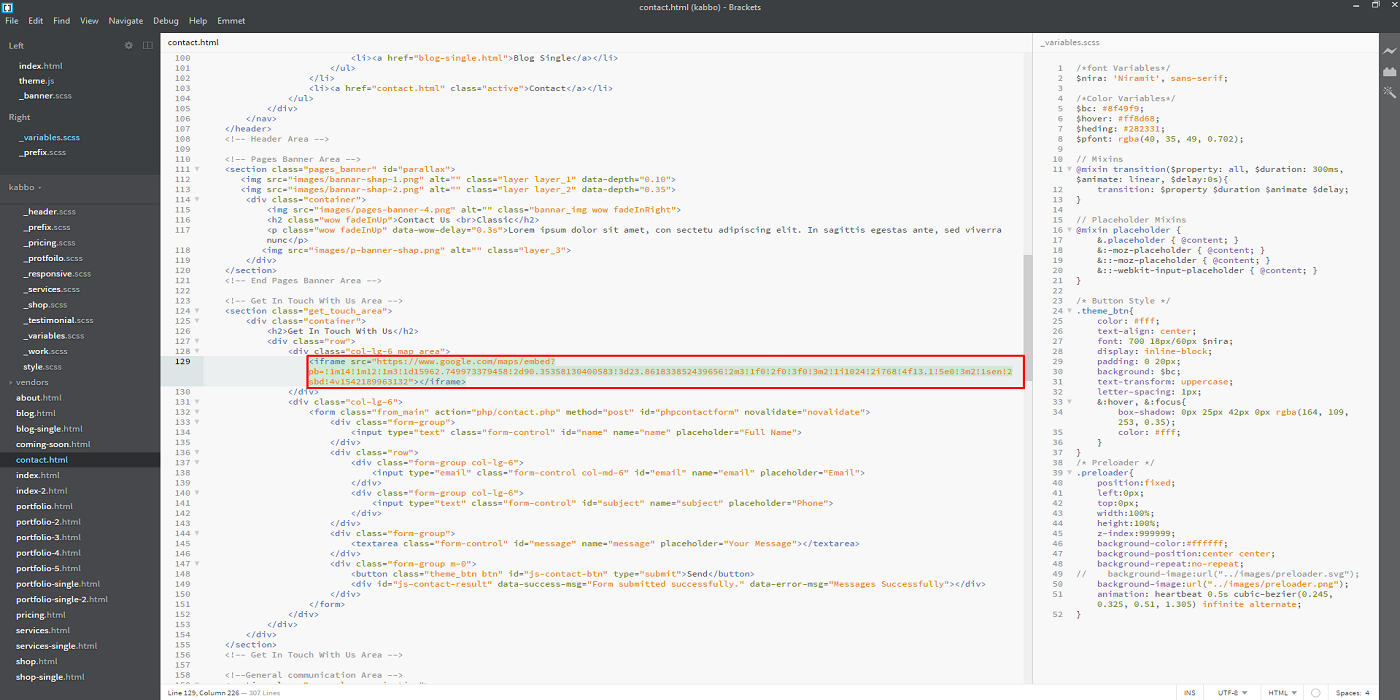 contact.html (kabbo) - Brackets
File Edit Find View Navigate Debug Help Emmet
Left
index.html
theme.js
_banner.scss
Right
_variables.scss
_prefix.scss
kabbo
_header.scss
_prefix.scss
_pricing.scss
_protfoilo.scss
_responsive.scss
_services.scss
_shop.scss
_testimonial.scss
_variables.scss
_work.scss
style.scss
vendors
about.html
blog.html
blog-single.html
coming-soon.html
contact.html
index.html
index-2.html
portfolio.html
portfolio-2.html
portfolio-3.html
portfolio-4.html
portfolio-5.html
portfolio-single.html
portfolio-single-2.html
pricing.html
services.html
services-single.html
shop.html
shop-single.html
contact.html
100 <li><a href="blog-single.html">Blog Single</a></li>
101 </ul>
102 </li>
103 <li><a href="contact.html" class="active">Contact</a></li>
104 </ul>
105 </div>
106 </nav>
107 </header>
108 <!-- Header Area -->
109
110 <!-- Pages Banner Area -->
111 <section class="pages_banner" id="parallax">
112 <img src="images/bannar-shap-1.png" alt="" class="layer layer_1" data-depth="0.10">
113 <img src="images/bannar-shap-2.png" alt="" class="layer layer_2" data-depth="0.35">
114 <div class="container">
115 <img src="images/pages-banner-4.png" alt="" class="bannar_img wow fadeInRight">
116 <h2 class="wow fadeInUp">Contact Us <br>Classic</h2>
117 <p class="wow fadeInUp" data-wow-delay="0.3s">Lorem ipsum dolor sit amet, con sectetu adipiscing elit. In sagittis egestas ante, sed viverra
nunc</p>
118 <img src="images/p-banner-shap.png" alt="" class="layer_3">
119 </div>
120 </section>
121 <!-- End Pages Banner Area -->
122
123 <!-- Get In Touch With Us Area -->
124 <section class="get_touch_area">
125 <div class="container">
126 <h2>Get In Touch With Us</h2>
127 <div class="row">
128 <div class="col-lg-6 map_area">
129 <iframe src="https://www.google.com/maps/embed?
pb=!1m14!1m12!1m3!1d15962.749973379458!2d90.35358130400583!3d23.861833852439656!2m3!1f0!2f0!3f0!3m2!1i1024!2i768!4f13.1!5e0!3m2!1sen!2
sbd!4v1542189963132"></iframe>
130 </div>
131 <div class="col-lg-6">
132 <form class="from_main" action="php/contact.php" method="post" id="phpcontactform" novalidate="novalidate">
133 <div class="form-group">
134 <input type="text" class="form-control" id="name" name="name" placeholder="Full Name">
135 </div>
136 <div class="row">
137 <div class="form-group col-lg-6">
138 <input type="email" class="form-control col-md-6" id="email" name="email" placeholder="Email">
139 </div>
140 <div class="form-group col-lg-6">
141 <input type="text" class="form-control" id="subject" name="subject" placeholder="Phone">
142 </div>
143 </div>
144 <div class="form-group">
145 <textarea class="form-control" id="message" name="message" placeholder="Your Message"></textarea>
146 </div>
147 <div class="form-group m-0">
148 <button class="theme_btn btn" id="js-contact-btn" type="submit">Send</button>
149 <div id="js-contact-result" data-success-msg="Form submitted successfully." data-error-msg="Messages Successfully"></div>
150 </div>
151 </form>
152 </div>
153 </div>
154 </div>
155 </section>
156 <!-- Get In Touch With Us Area -->
157
158 <!--General communication Area -->
_variables.scss
1 /*font Variables*/
2 $nira: 'Niramit', sans-serif;
3
4 /*Color Variables*/
5 $bc: #8f49f9;
6 $hover: #ff8d68;
7 $heding: #282331;
8 $pfont: rgba(40, 35, 49, 0.702);
9
10 // Mixins
11 @mixin transition($property: all, $duration: 300ms,
$animate: linear, $delay:0s){
12 transition: $property $duration $animate $delay;
13 }
14
15 // Placeholder Mixins
16 @mixin placeholder {
17 &.placeholder { @content; }
18 &:-moz-placeholder { @content; }
19 &::-moz-placeholder { @content; }
20 &::-webkit-input-placeholder { @content; }
21 }
22
23 /* Button Style */
24 .theme_btn{
25 color: #fff;
26 text-align: center;
27 font: 700 18px/60px $nira;
28 display: inline-block;
29 padding: 0 20px;
30 background: $bc;
31 text-transform: uppercase;
32 letter-spacing: 1px;
33 &:hover, &:focus{
34 box-shadow: 0px 25px 42px 0px rgba(164, 109,
253, 0.35);
35 color: #fff;
36 }
37 }
38 /* Preloader */
39 .preloader{
40 position:fixed;
41 left:0px;
42 top:0px;
43 width:100%;
44 height:100%;
45 z-index:999999;
46 background-color:#ffffff;
47 background-position:center center;
48 background-repeat:no-repeat;
49 // background-image:url("../images/preloader.svg");
50 background-image:url("../images/preloader.png");
51 animation: heartbeat 0.5s cubic-bezier(0.245,
0.325, 0.51, 1.305) infinite alternate;
52 }
Line 129, Column 226 — 307 Lines
INS UTF-8 HTML Spaces: 4